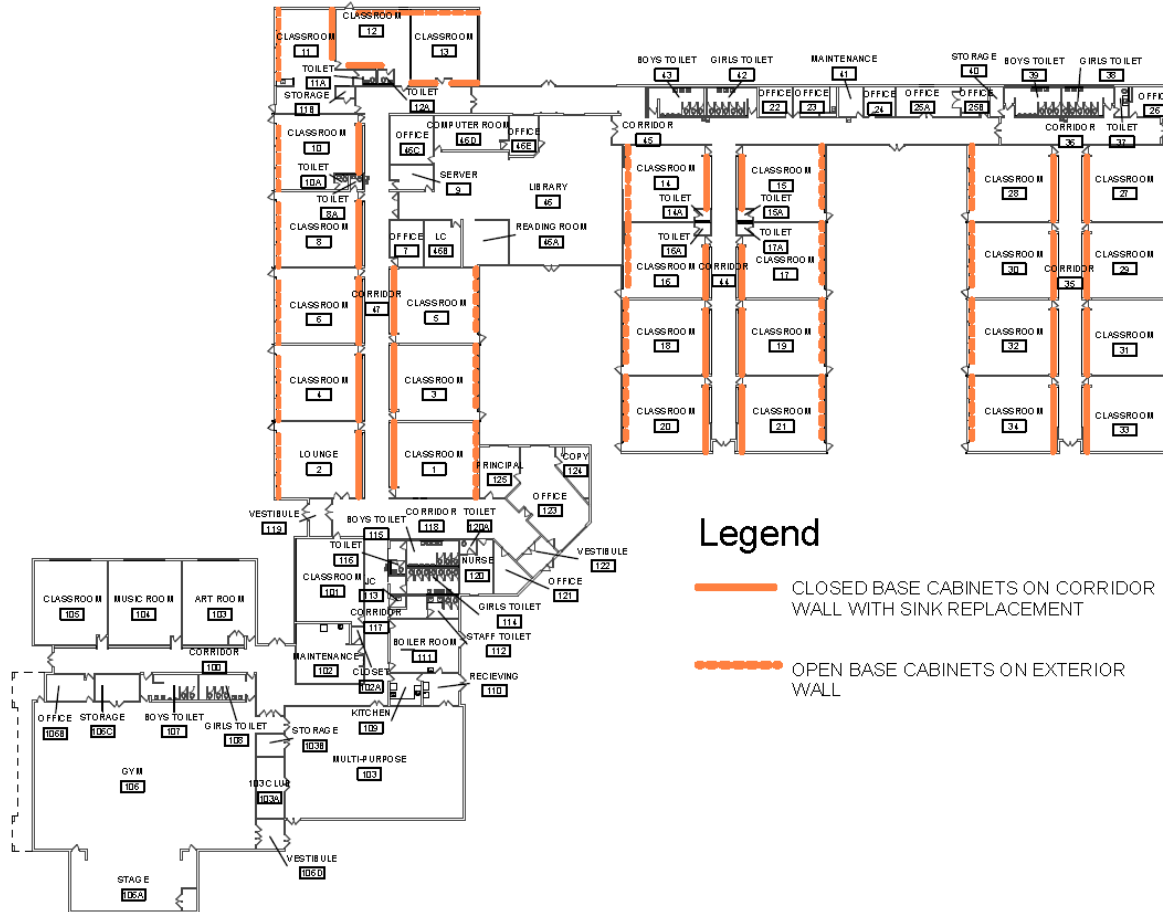 CLASSROOM
12
CLASSROOM
11
CLASSROOM
13
TOILET
11A
STORAGE
11B
TOILET
12A
BOYS TOILET
43
GIRLS TOILET
42
MAINTENANCE
41
STORAGE
40
BOYS TOILET
39
GIRLS TOILET
38
OFFICE
22
OFFICE
23
OFFICE
24
OFFICE
25A
OFFICE
25B
OFFIC
26
CLASSROOM
10
OFFICE
46C
COMPUTER ROOM
46D
OFFICE
46E
CORRIDOR
45
CORRIDOR
36
TOILET
37
TOILET
10A
SERVER
9
TOILET
8A
CLASSROOM
8
LIBRARY
46
OFFICE
7
LC
46B
READING ROOM
46A
CLASSROOM
14
TOILET
14A
CLASSROOM
15
TOILET
15A
TOILET
16A
TOILET
17A
CLASSROOM
16
CORRIDOR
44
CLASSROOM
17
CLASSROOM
28
CLASSROOM
27
CLASSROOM
30
CORRIDOR
35
CLASSROOM
29
CLASSROOM
6
CORRIDOR
47
CLASSROOM
5
CLASSROOM
18
CLASSROOM
19
CLASSROOM
32
CLASSROOM
31
CLASSROOM
4
CLASSROOM
3
CLASSROOM
20
CLASSROOM
21
CLASSROOM
34
CLASSROOM
33
LOUNGE
2
CLASSROOM
1
PRINCIPAL
125
COPY
124
OFFICE
123
VESTIBULE
119
BOYS TOILET
115
CORRIDOR
118
TOILET
120A
TOILET
116
NURSE
120
VESTIBULE
122
OFFICE
121
CLASSROOM
101
JC
113
CORRIDOR
117
GIRLS TOILET
114
STAFF TOILET
112
CLASSROOM
105
MUSIC ROOM
104
ART ROOM
103
CORRIDOR
100
MAINTENANCE
102
CLOSET
102A
BOILER ROOM
111
RECIEVING
110
KITCHEN
109
OFFICE
106B
STORAGE
106C
BOYS TOILET
107
GIRLS TOILET
108
STORAGE
103B
MULTI-PURPOSE
103
GYM
106
103C LUB
103A
VESTIBULE
106D
STAGE
106A
Legend
CLOSED BASE CABINETS ON CORRIDOR
WALL WITH SINK REPLACEMENT
OPEN BASE CABINETS ON EXTERIOR
WALL